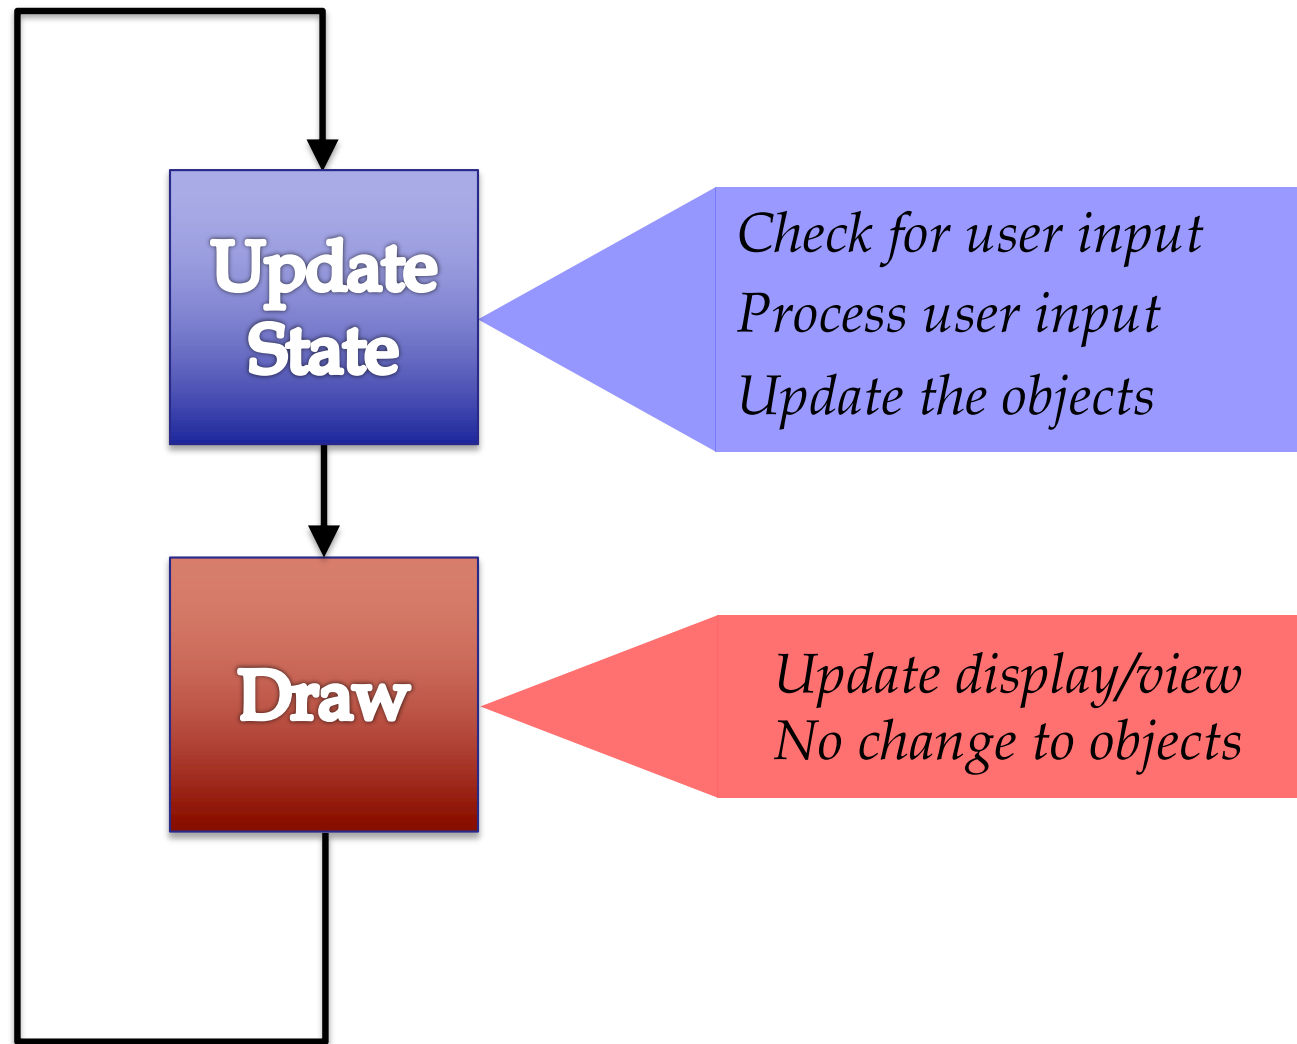 Update
State
Check for user input
Process user input
Update the objects
Draw
Update display/view
No change to objects